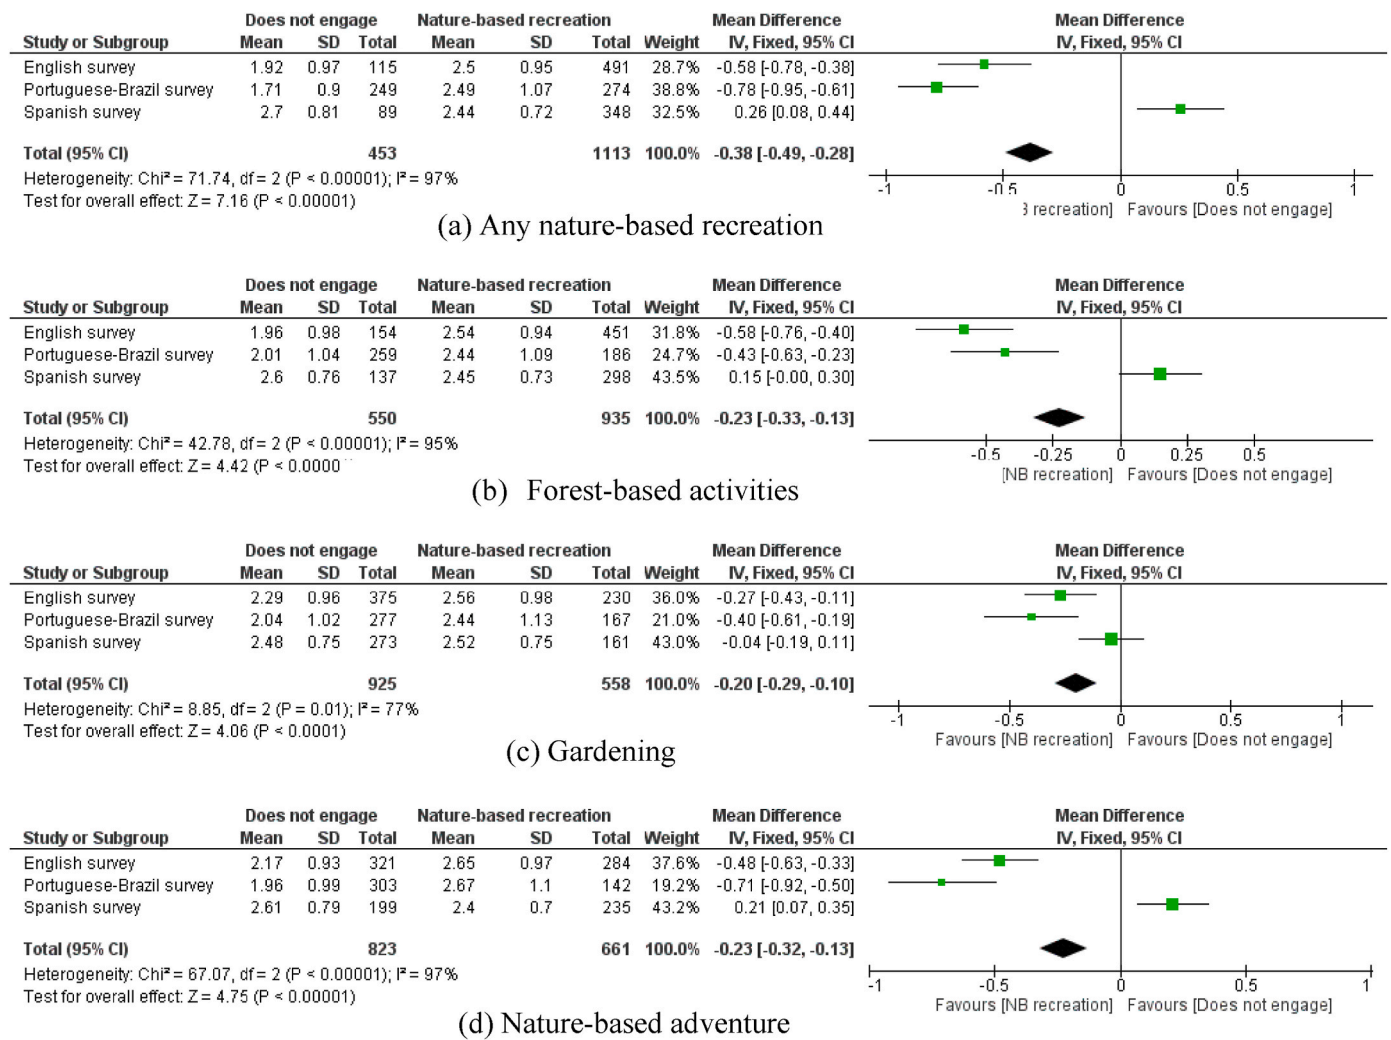 Does not engage Nature-based recreation Mean Difference Mean Difference
Study or Subgroup Mean SD Total Mean SD Total Weight IV, Fixed, 95% CI IV, Fixed, 95% CI
English survey 1.92 0.97 115 2.5 0.95 491 28.7% -0.58 [-0.78, -0.38]
Portuguese-Brazil survey 1.71 0.9 249 2.49 1.07 274 38.8% -0.78 [-0.95, -0.61]
Spanish survey 2.7 0.81 89 2.44 0.72 348 32.5% 0.26 [0.08, 0.44]
Total (95% CI) 453 1113 100.0% -0.38 [-0.49, -0.28]
Heterogeneity: Chi² = 71.74, df = 2 (P < 0.00001); I² = 97%
-1 -0.5 0 0.5 1
Test for overall effect: Z = 7.16 (P < 0.00001)
recreation] Favours [Does not engage]
(a) Any nature-based recreation
Does not engage Nature-based recreation Mean Difference Mean Difference
Study or Subgroup Mean SD Total Mean SD Total Weight IV, Fixed, 95% CI IV, Fixed, 95% CI
English survey 1.96 0.98 154 2.54 0.94 451 31.8% -0.58 [-0.76, -0.40]
Portuguese-Brazil survey 2.01 1.04 259 2.44 1.09 186 24.7% -0.43 [-0.63, -0.23]
Spanish survey 2.6 0.76 137 2.45 0.73 298 43.5% 0.15 [-0.00, 0.30]
Total (95% CI) 550 935 100.0% -0.23 [-0.33, -0.13]
Heterogeneity: Chi² = 42.78, df = 2 (P < 0.00001); I² = 95%
-0.5 -0.25 0 0.25 0.5
Test for overall effect: Z = 4.42 (P < 0.0000
[NB recreation] Favours [Does not engage]
(b) Forest-based activities
Does not engage Nature-based recreation Mean Difference Mean Difference
Study or Subgroup Mean SD Total Mean SD Total Weight IV, Fixed, 95% CI IV, Fixed, 95% CI
English survey 2.29 0.96 375 2.56 0.98 230 36.0% -0.27 [-0.43, -0.11]
Portuguese-Brazil survey 2.04 1.02 277 2.44 1.13 167 21.0% -0.40 [-0.61, -0.19]
Spanish survey 2.48 0.75 273 2.52 0.75 161 43.0% -0.04 [-0.19, 0.11]
Total (95% CI) 925 558 100.0% -0.20 [-0.29, -0.10]
Heterogeneity: Chi² = 8.85, df = 2 (P = 0.01); I² = 77%
-1 -0.5 0 0.5 1
Test for overall effect: Z = 4.06 (P < 0.0001)
Favours [NB recreation] Favours [Does not engage]
(c) Gardening
Does not engage Nature-based recreation Mean Difference Mean Difference
Study or Subgroup Mean SD Total Mean SD Total Weight IV, Fixed, 95% CI IV, Fixed, 95% CI
English survey 2.17 0.93 321 2.65 0.97 284 37.6% -0.48 [-0.63, -0.33]
Portuguese-Brazil survey 1.96 0.99 303 2.67 1.1 142 19.2% -0.71 [-0.92, -0.50]
Spanish survey 2.61 0.79 199 2.4 0.7 235 43.2% 0.21 [0.07, 0.35]
Total (95% CI) 823 661 100.0% -0.23 [-0.32, -0.13]
Heterogeneity: Chi² = 67.07, df = 2 (P < 0.00001); I² = 97%
-1 -0.5 0 0.5 1
Test for overall effect: Z = 4.75 (P < 0.00001)
Favours [NB recreation] Favours [Does not engage]
(d) Nature-based adventure